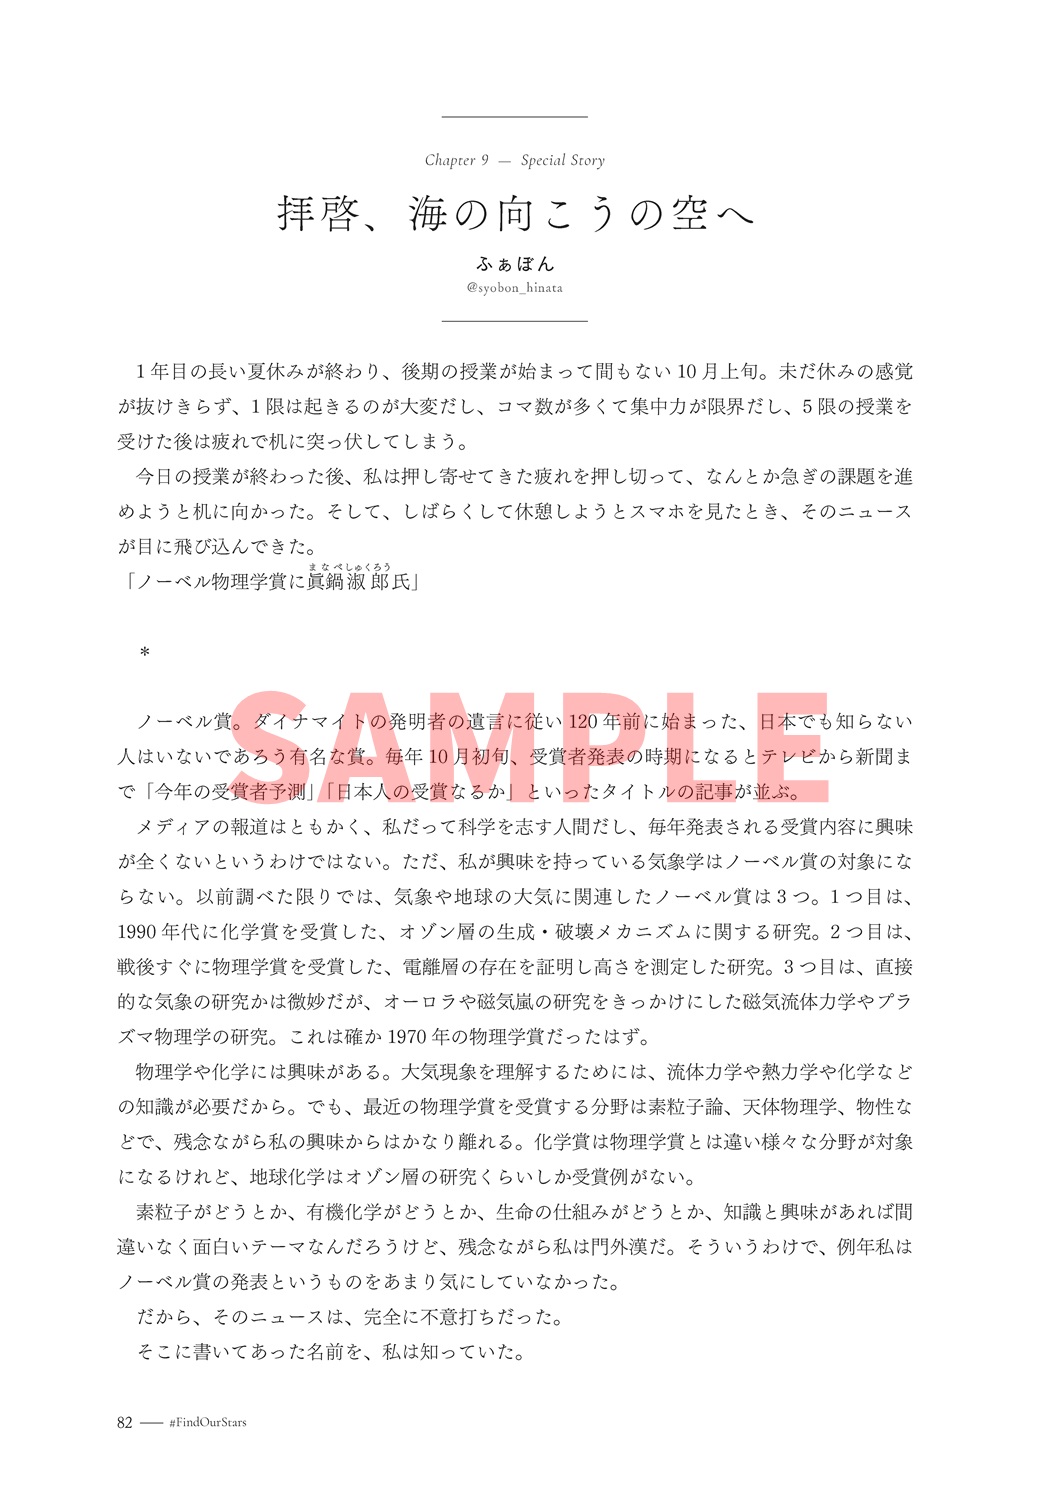 Chapter 9 — Special Story
拝啓、海の向こうの空へ
ふぁぼん
@syobon_hinata
1 年目の長い夏休みが終わり、後期の授業が始まって間もない 10 月上旬。未だ休みの感覚
が抜けきらず、1 限は起きるのが大変だし、コマ数が多くて集中力が限界だし、5 限の授業を
受けた後は疲れで机に突っ伏してしまう。
今日の授業が終わった後、私は押し寄せてきた疲れを押し切って、なんとか急ぎの課題を進
めようと机に向かった。そして、しばらくして休憩しようとスマホを見たとき、そのニュース
が目に飛び込んできた。
まなべしゅくろう
「ノーベル物理学賞に眞鍋淑郎氏」
*
SAMPLE
ノーベル賞。ダイナマイトの発明者の遺言に従い 120 年前に始まった、日本でも知らない
人はいないであろう有名な賞。毎年 10 月初旬、受賞者発表の時期になるとテレビから新聞ま
で「今年の受賞者予測」「日本人の受賞なるか」といったタイトルの記事が並ぶ。
メディアの報道はともかく、私だって科学を志す人間だし、毎年発表される受賞内容に興味
が全くないというわけではない。ただ、私が興味を持っている気象学はノーベル賞の対象にな
らない。以前調べた限りでは、気象や地球の大気に関連したノーベル賞は 3 つ。1 つ目は、
1990 年代に化学賞を受賞した、オゾン層の生成・破壊メカニズムに関する研究。2 つ目は、
戦後すぐに物理学賞を受賞した、電離層の存在を証明し高さを測定した研究。3 つ目は、直接
的な気象の研究かは微妙だが、オーロラや磁気嵐の研究をきっかけにした磁気流体力学やプラ
ズマ物理学の研究。これは確か 1970 年の物理学賞だったはず。
物理学や化学には興味がある。大気現象を理解するためには、流体力学や熱力学や化学など
の知識が必要だから。でも、最近の物理学賞を受賞する分野は素粒子論、天体物理学、物性な
どで、残念ながら私の興味からはかなり離れる。化学賞は物理学賞とは違い様々な分野が対象
になるけれど、地球化学はオゾン層の研究くらいしか受賞例がない。
素粒子がどうとか、有機化学がどうとか、生命の仕組みがどうとか、知識と興味があれば間
違いなく面白いテーマなんだろうけど、残念ながら私は門外漢だ。そういうわけで、例年私は
ノーベル賞の発表というものをあまり気にしていなかった。
だから、そのニュースは、完全に不意打ちだった。
そこに書いてあった名前を、私は知っていた。
82 — #FindOurStars